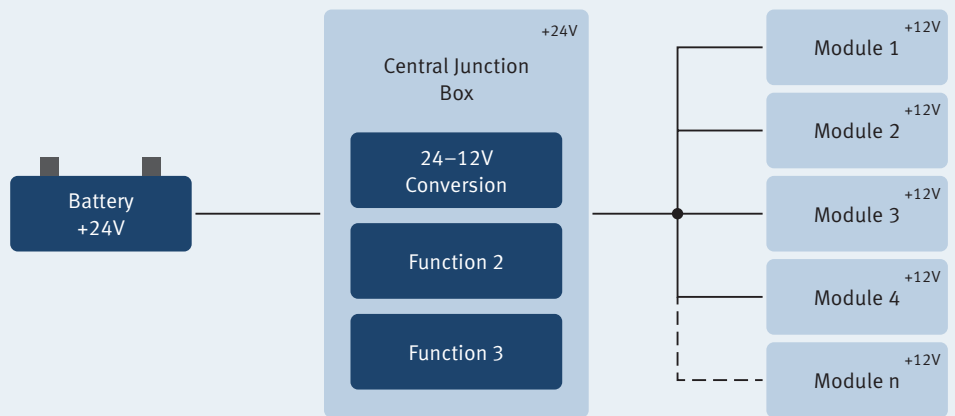 Battery
+24V
+24V
Central Junction
Box
24–12V
Conversion
Function 2
Function 3
+12V
Module 1
+12V
Module 2
+12V
Module 3
+12V
Module 4
+12V
Module n